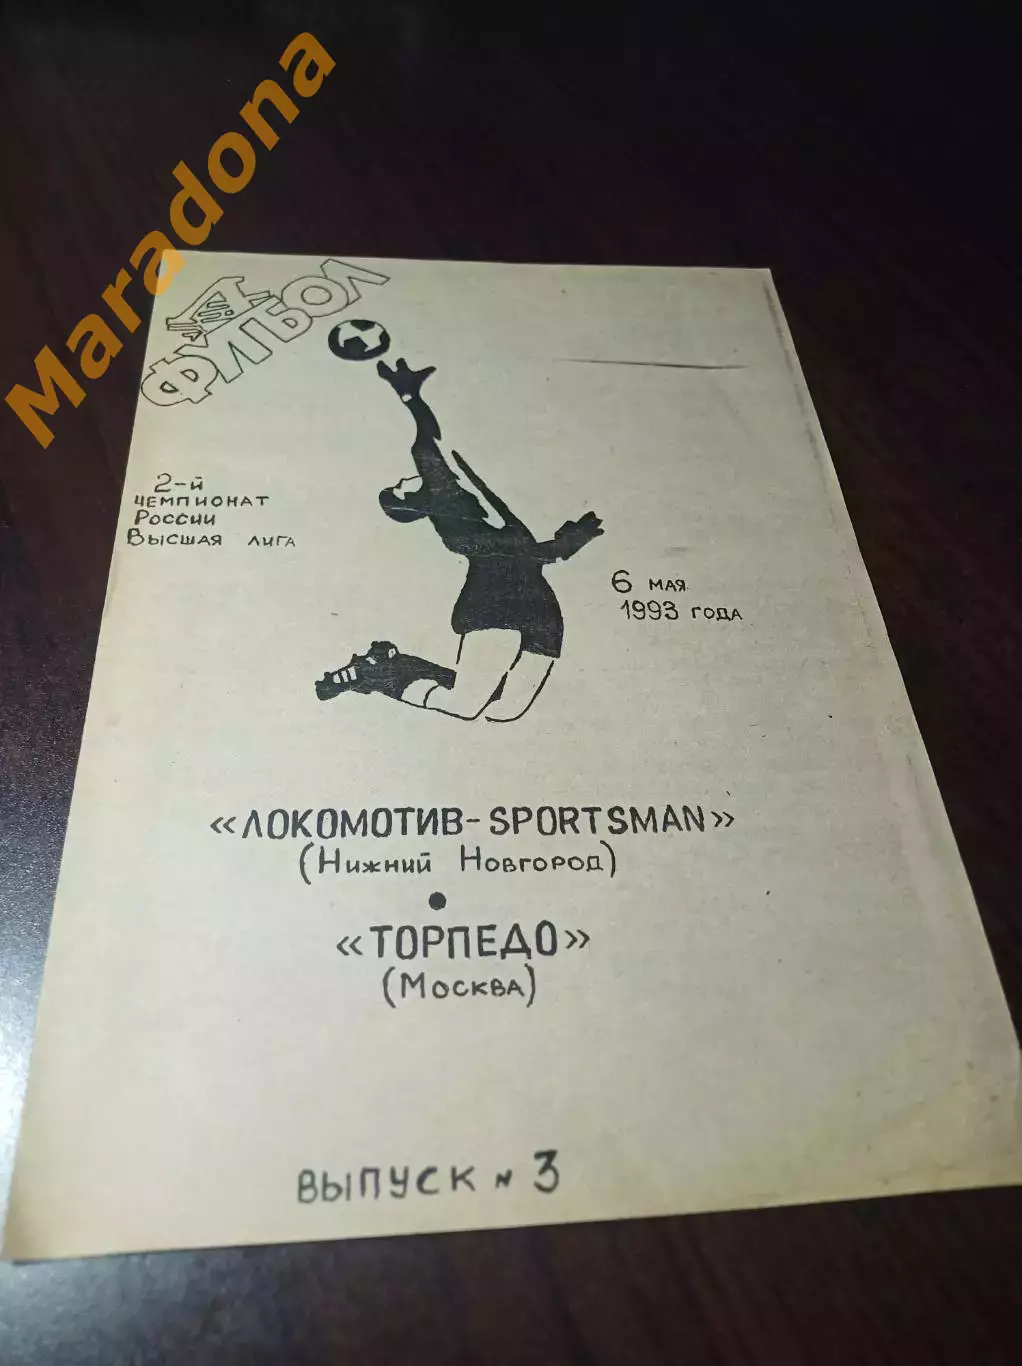 Maradona
ФУТБОЛ
2-й
чемпионат
России
Высшая лига
6 мая
1993 года
«ЛОКОМОТИВ-SPORTSMAN»
(Нижний Новгород)
«ТОРПЕДО»
(Москва)
ВЫПУСК N 3